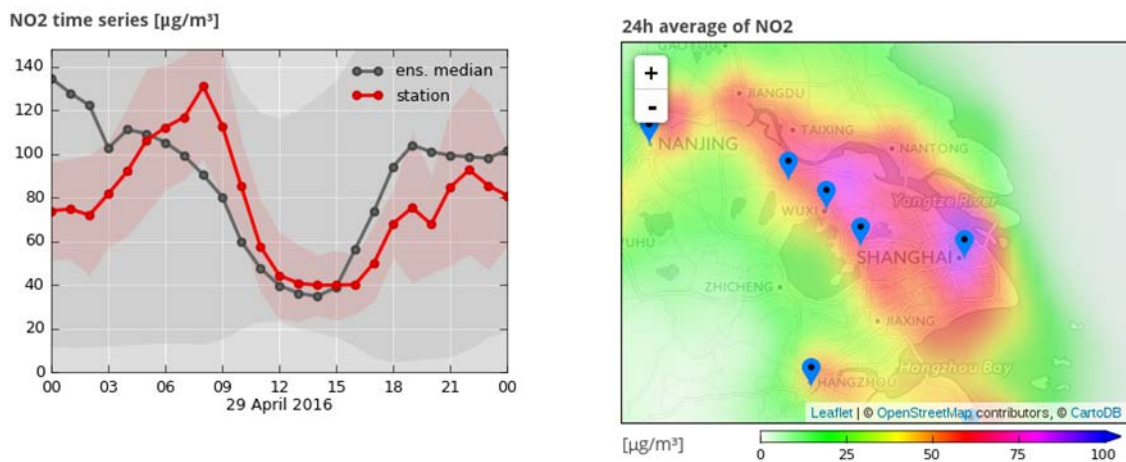 NO2 time series [µg/m³]
140
120
100
80
60
40
20
0
ens. median
station
00 03 06 09 12 15 18 21 00
29 April 2016
24h average of NO2
+
-
GAOYOU
JIANGDU
TAIXING
NANJING
NANTONG
Yangtze River
WUXI
SHANGHAI
ZHICHENG
JIAXING
Hangzhou Bay
HANGZHOU
Leaflet | © OpenStreetMap contributors, © CartoDB
[µg/m³]
0 25 50 75 100